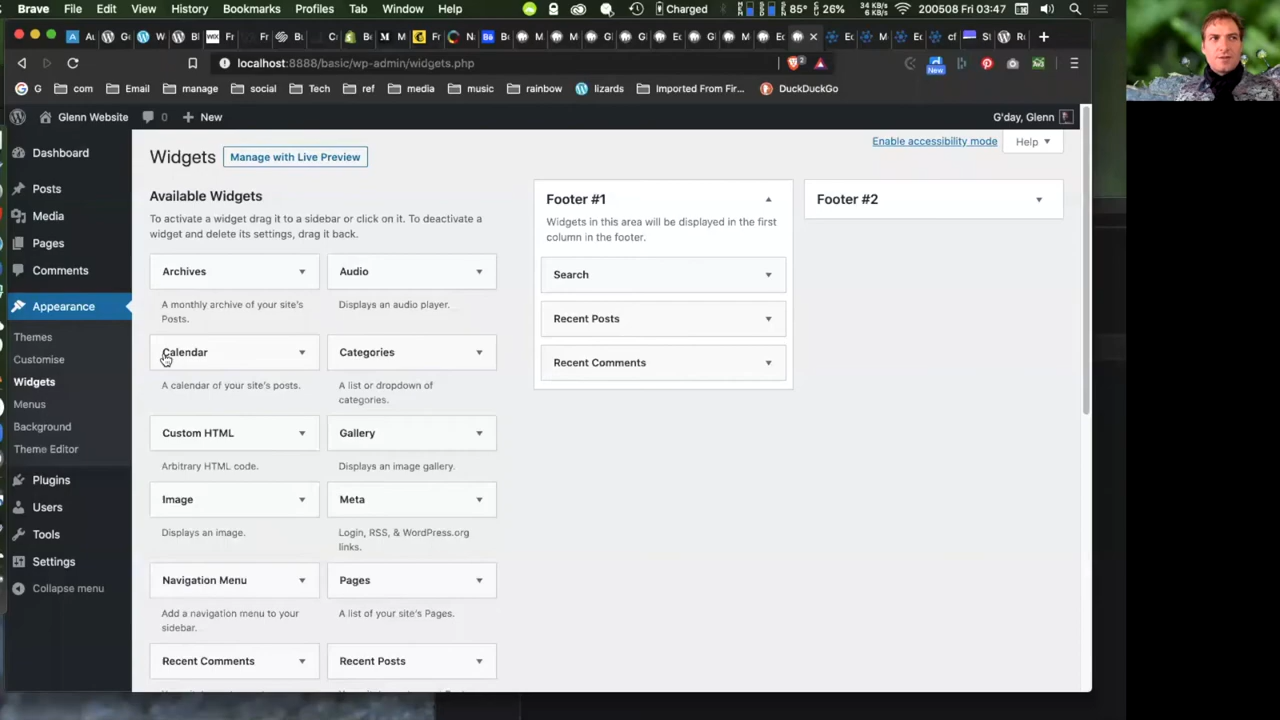 Brave File Edit View History Bookmarks Profiles Tab Window Help Charged 85° 26% 34 KB/s 6 KB/s 200508 Fri 03:47
localhost:8888/basic/wp-admin/widgets.php
New
G com Email manage social Tech ref media music rainbow lizards Imported From Fir... DuckDuckGo
Glenn Website 0 New G'day, Glenn
Enable accessibility mode Help
Widgets Manage with Live Preview
Dashboard
Posts
Media
Pages
Comments
Appearance
Themes
Customise
Widgets
Menus
Background
Theme Editor
Plugins
Users
Tools
Settings
Collapse menu
Available Widgets
To activate a widget drag it to a sidebar or click on it. To deactivate a
widget and delete its settings, drag it back.
Archives
A monthly archive of your site's
Posts.
Audio
Displays an audio player.
Calendar
A calendar of your site's posts.
Categories
A list or dropdown of
categories.
Custom HTML
Arbitrary HTML code.
Gallery
Displays an image gallery.
Image
Displays an image.
Meta
Login, RSS, & WordPress.org
links.
Navigation Menu
Add a navigation menu to your
sidebar.
Pages
A list of your site's Pages.
Recent Comments
Recent Posts
Footer #1
Widgets in this area will be displayed in the first
column in the footer.
Search
Recent Posts
Recent Comments
Footer #2